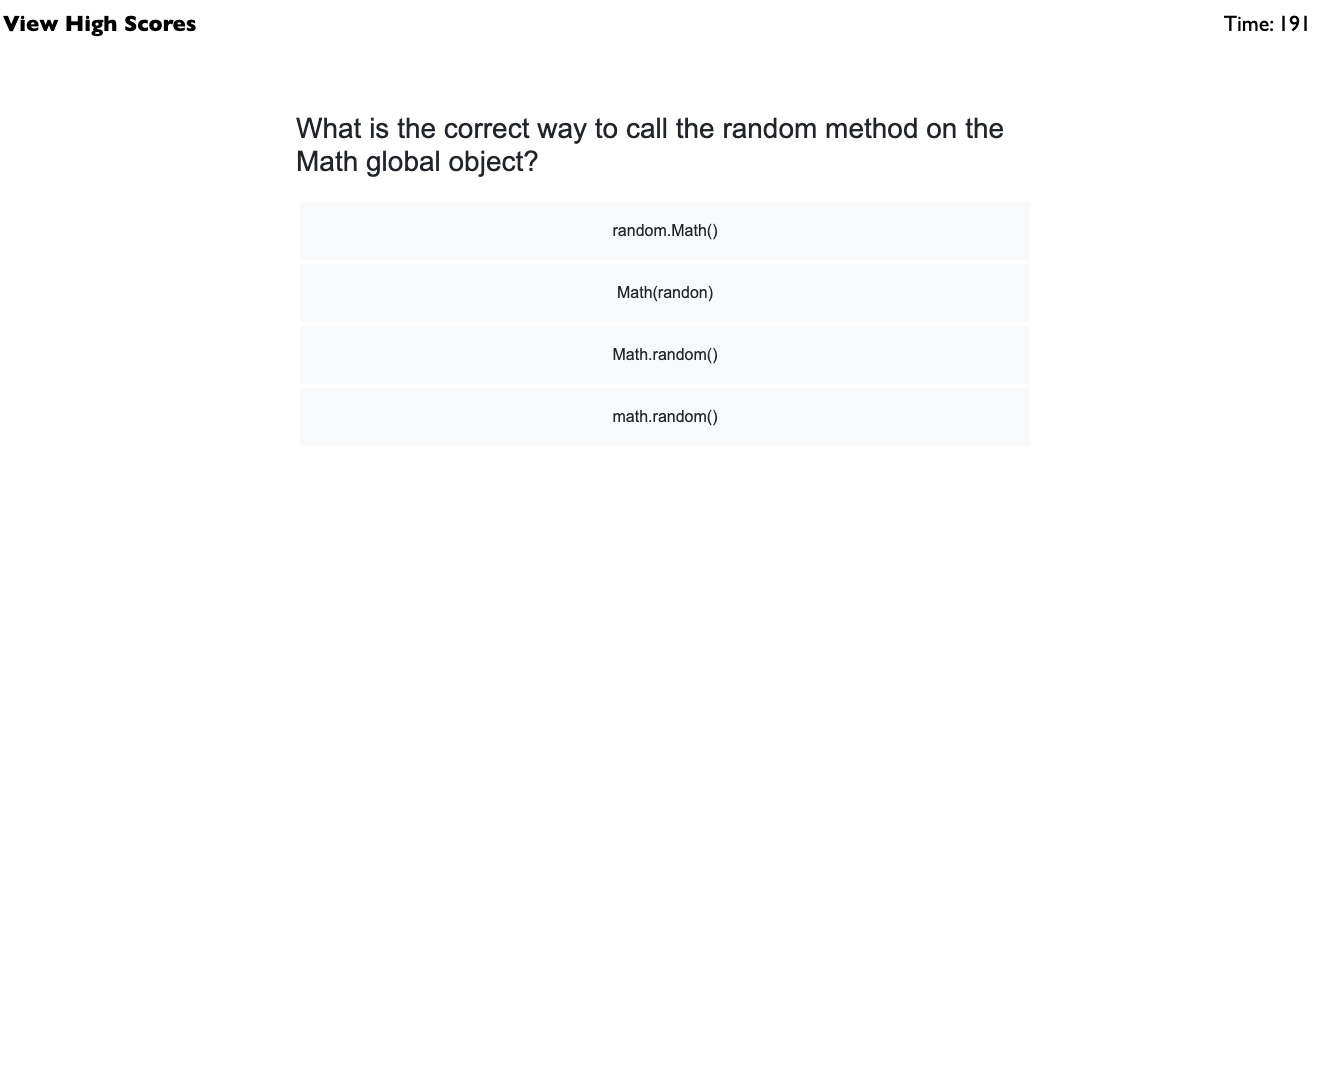 View High Scores
Time: 191
What is the correct way to call the random method on the
Math global object?
random.Math()
Math(randon)
Math.random()
math.random()